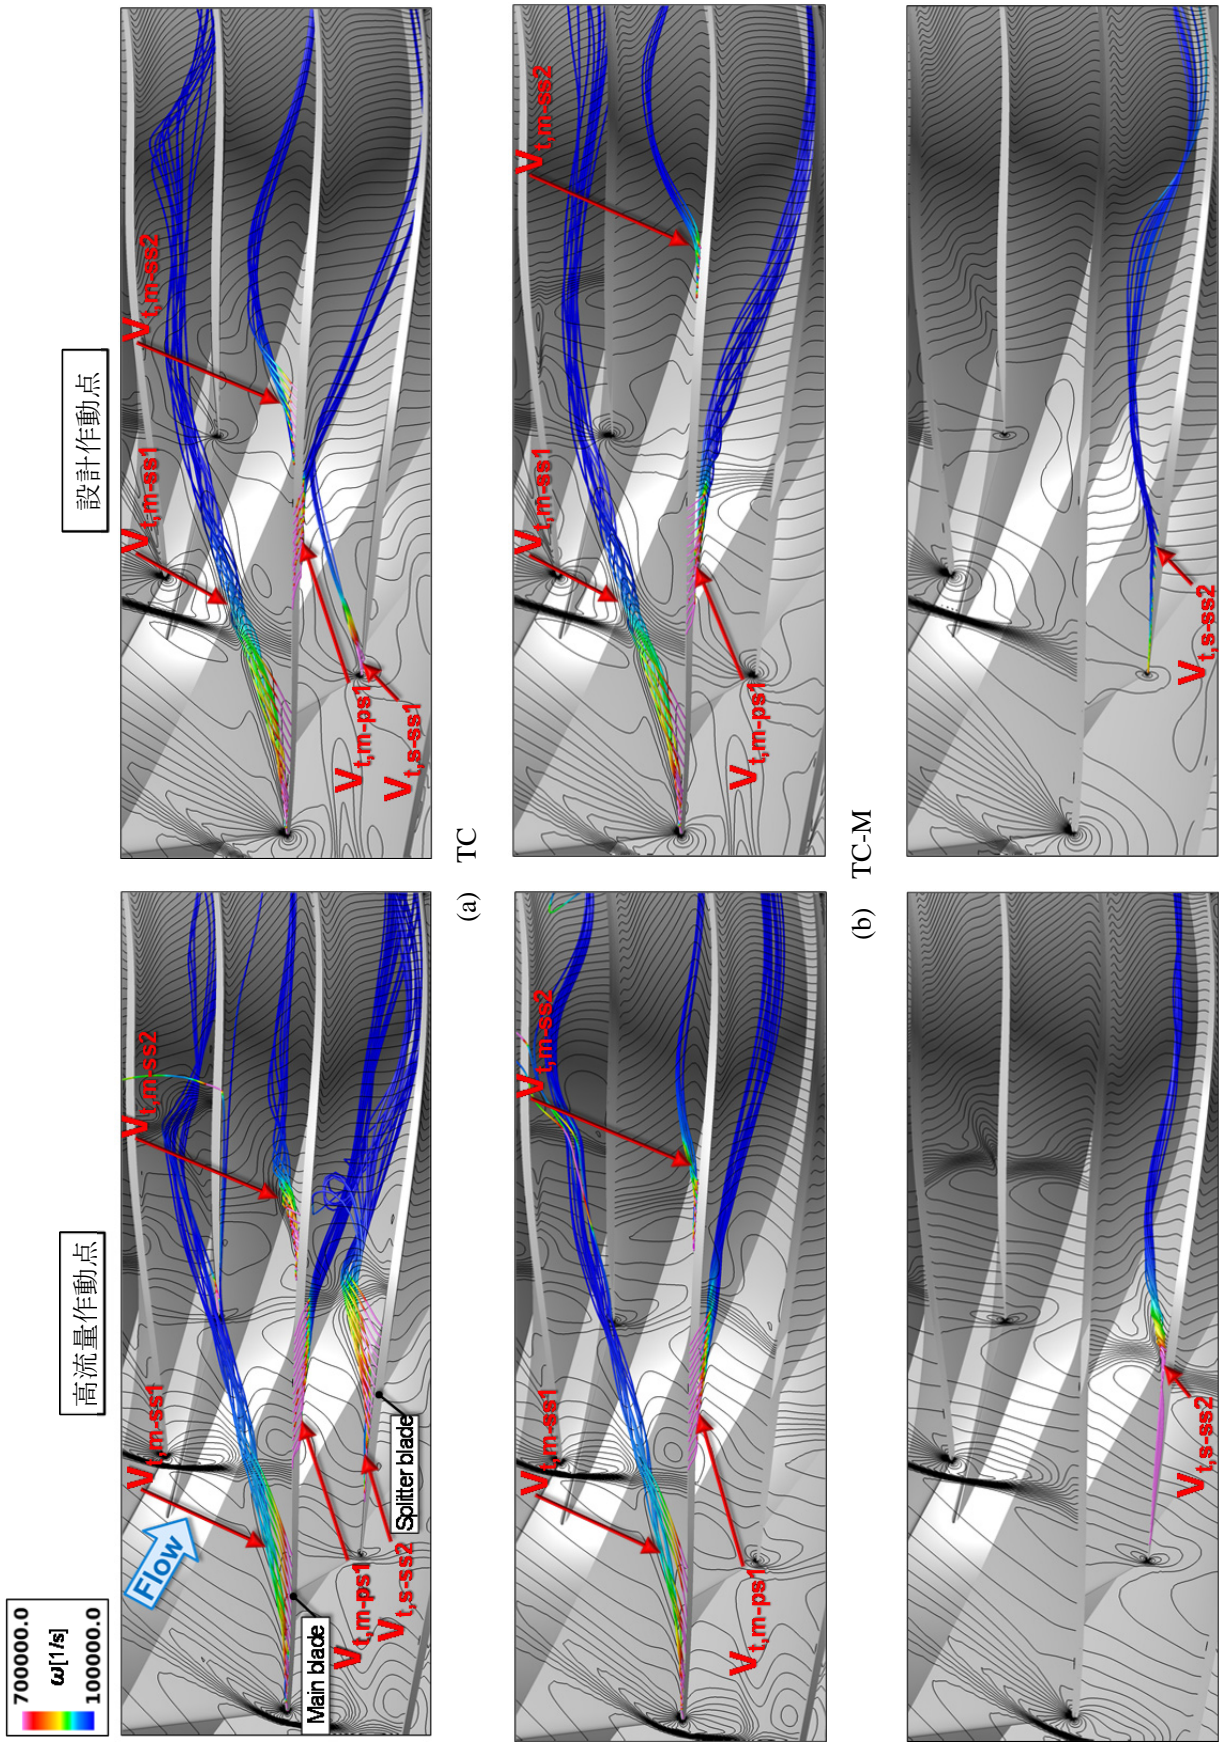 700000.0
ω[1/s]
100000.0
高流量作動点
設計作動点
Flow
Main blade
Splitter blade
Vt,m-ss1
Vt,m-ss2
Vt,m-ps1
Vt,s-ss2
Vt,m-ss1
Vt,m-ss2
Vt,m-ps1
Vt,s-ss1
(a) TC
Vt,m-ss1
Vt,m-ss2
Vt,m-ps1
Vt,m-ss1
Vt,m-ss2
Vt,m-ps1
(b) TC-M
Vt,s-ss2
Vt,s-ss2